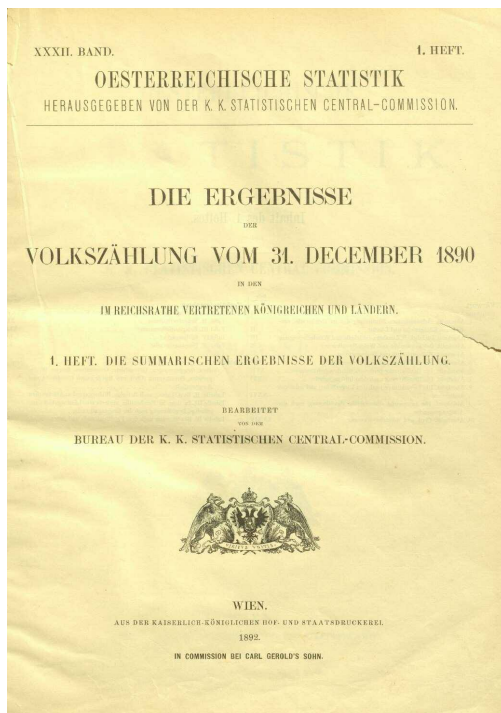 XXXII. BAND. 1. HEFT.
OESTERREICHISCHE STATISTIK
HERAUSGEGEBEN VON DER K. K. STATISTISCHEN CENTRAL-COMMISSION.
DIE ERGEBNISSE
DER
VOLKSZÄHLUNG VOM 31. DECEMBER 1890
IN DEN
IM REICHSRATHE VERTRETENEN KÖNIGREICHEN UND LÄNDERN.
1. HEFT. DIE SUMMARISCHEN ERGEBNISSE DER VOLKSZÄHLUNG.
BEARBEITET
VON DEM
BUREAU DER K. K. STATISTISCHEN CENTRAL-COMMISSION.
VIRIBUS UNITIS
WIEN.
AUS DER KAISERLICH-KÖNIGLICHEN HOF- UND STAATSDRUCKEREI.
1892.
IN COMMISSION BEI CARL GEROLD'S SOHN.